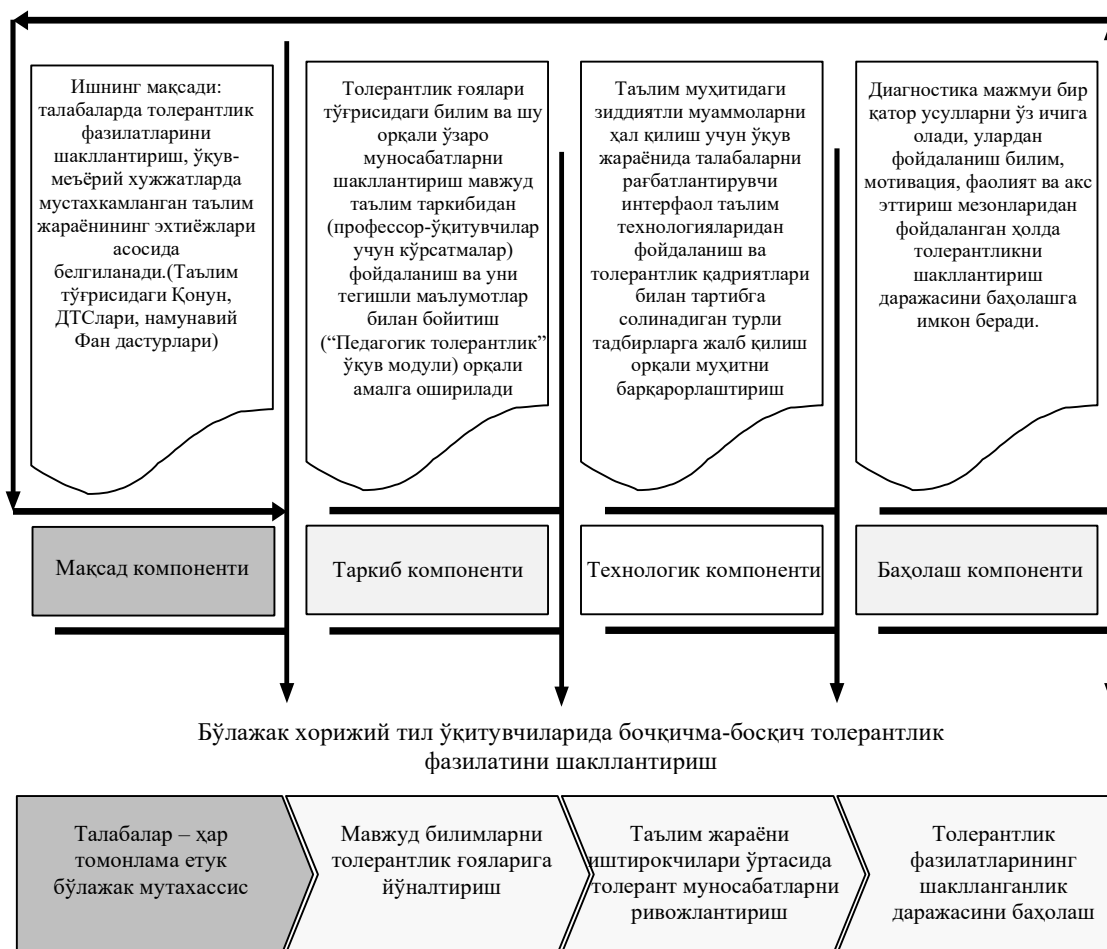 Ишнинг мақсади:
талабаларда толерантлик
фазилатларини
шакллантириш, ўқув-
меъёрий хужжатларда
мустахкамланган таълим
жараёнининг эҳтиёжлари
асосида
белгиланади.(Таълим
тўғрисидаги Қонун,
ДТСлари, намунавий
Фан дастурлари)
Толерантлик ғоялари
тўғрисидаги билим ва шу
орқали ўзаро
муносабатларни
шакллантириш мавжуд
таълим таркибидан
(профессор-ўқитувчилар
учун кўрсатмалар)
фойдаланиш ва уни
тегишли маълумотлар
билан бойитиш
(“Педагогик толерантлик”
ўқув модули) орқали
амалга оширилади
Таълим муҳитидаги
зиддиятли муаммоларни
ҳал қилиш учун ўқув
жараёнида талабаларни
рағбатлантирувчи
интерфаол таълим
технологияларидан
фойдаланиш ва
толерантлик қадриятлари
билан тартибга
солинадиган турли
тадбирларга жалб қилиш
орқали муҳитни
барқарорлаштириш
Диагностика мажмуи бир
қатор усулларни ўз ичига
олади, улардан
фойдаланиш билим,
мотивация, фаолият ва акс
эттириш мезонларидан
фойдаланган ҳолда
толерантликни
шакллантириш
даражасини баҳолашга
имкон беради.
Мақсад компоненти
Таркиб компоненти
Технологик компоненти
Баҳолаш компоненти
Бўлажак хорижий тил ўқитувчиларида бочқичма-босқич толерантлик
фазилатини шакллантириш
Талабалар – ҳар
томонлама етук
бўлажак мутахассис
Мавжуд билимларни
толерантлик ғояларига
йўналтириш
Таълим жараёни
иштирокчилари ўртасида
толерант муносабатларни
ривожлантириш
Толерантлик
фазилатларининг
шаклланганлик
даражасини баҳолаш